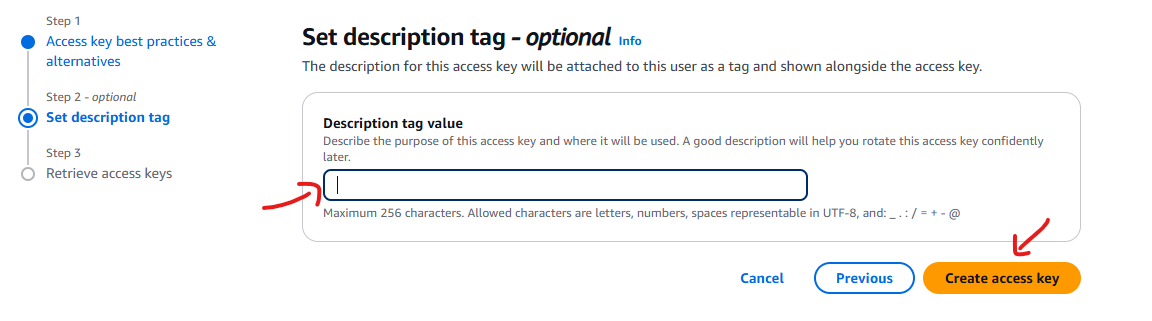 Step 1
Access key best practices &
alternatives
Step 2 - optional
Set description tag
Step 3
Retrieve access keys
Set description tag - optional Info
The description for this access key will be attached to this user as a tag and shown alongside the access key.
Description tag value
Describe the purpose of this access key and where it will be used. A good description will help you rotate this access key confidently
later.
Maximum 256 characters. Allowed characters are letters, numbers, spaces representable in UTF-8, and: _ . : / = + - @
Cancel Previous Create access key